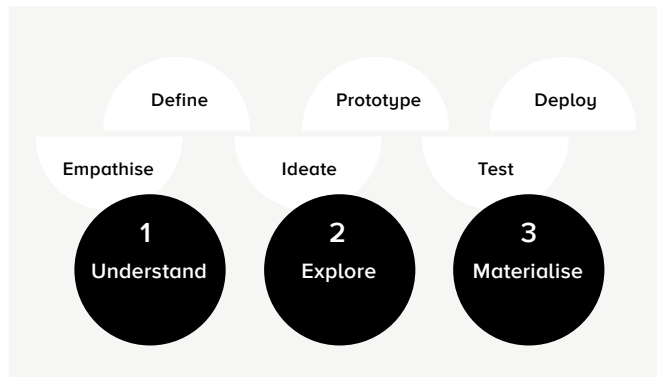 Define
Prototype
Deploy
Empathise
Ideate
Test
1
2
3
Understand
Explore
Materialise